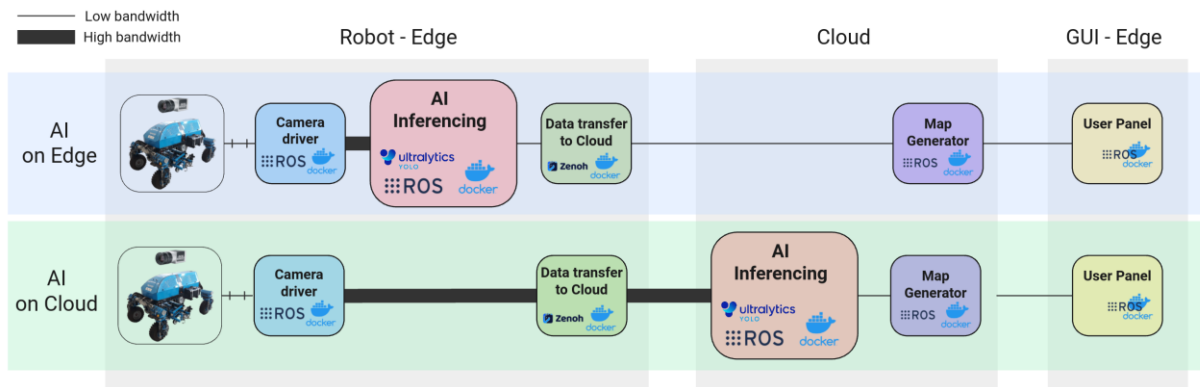 Low bandwidth
High bandwidth
Robot - Edge
Cloud
GUI - Edge
AI
on Edge
Camera
driver
ROS
docker
AI
Inferencing
ultralytics
YOLO
ROS
docker
Data transfer
to Cloud
Zenoh
docker
Map
Generator
ROS
docker
User Panel
ROS
docker
AI
on Cloud
Camera
driver
ROS
docker
Data transfer
to Cloud
Zenoh
docker
AI
Inferencing
ultralytics
YOLO
ROS
docker
Map
Generator
ROS
docker
User Panel
ROS
docker